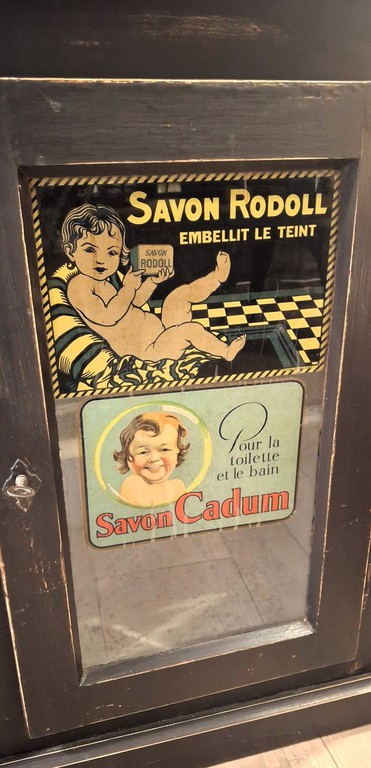 SAVON RODOLL
EMBELLIT LE TEINT
SAVON
RODOLL
Pour la
toilette
et le bain
Savon Cadum